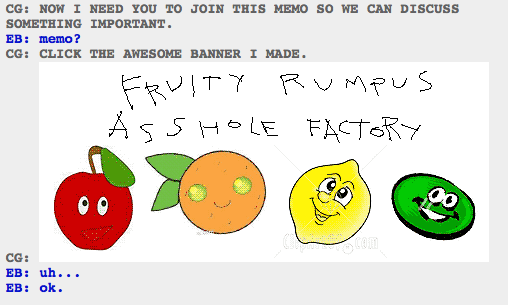 CG: NOW I NEED YOU TO JOIN THIS MEMO SO WE CAN DISCUSS
SOMETHING IMPORTANT.
EB: memo?
CG: CLICK THE AWESOME BANNER I MADE.
FRUITY RUMPUS
ASSHOLE FACTORY
CG:
EB: uh...
EB: ok.